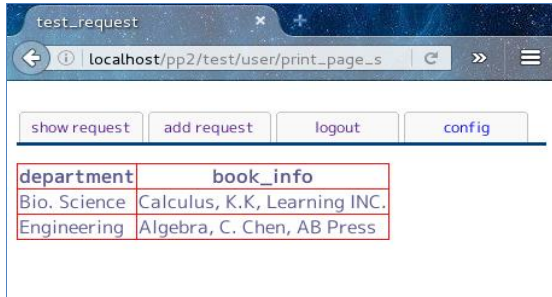 test_request
localhost/pp2/test/user/print_page_s
show request add request logout config
department book_info
Bio. Science Calculus, K.K, Learning INC.
Engineering Algebra, C. Chen, AB Press